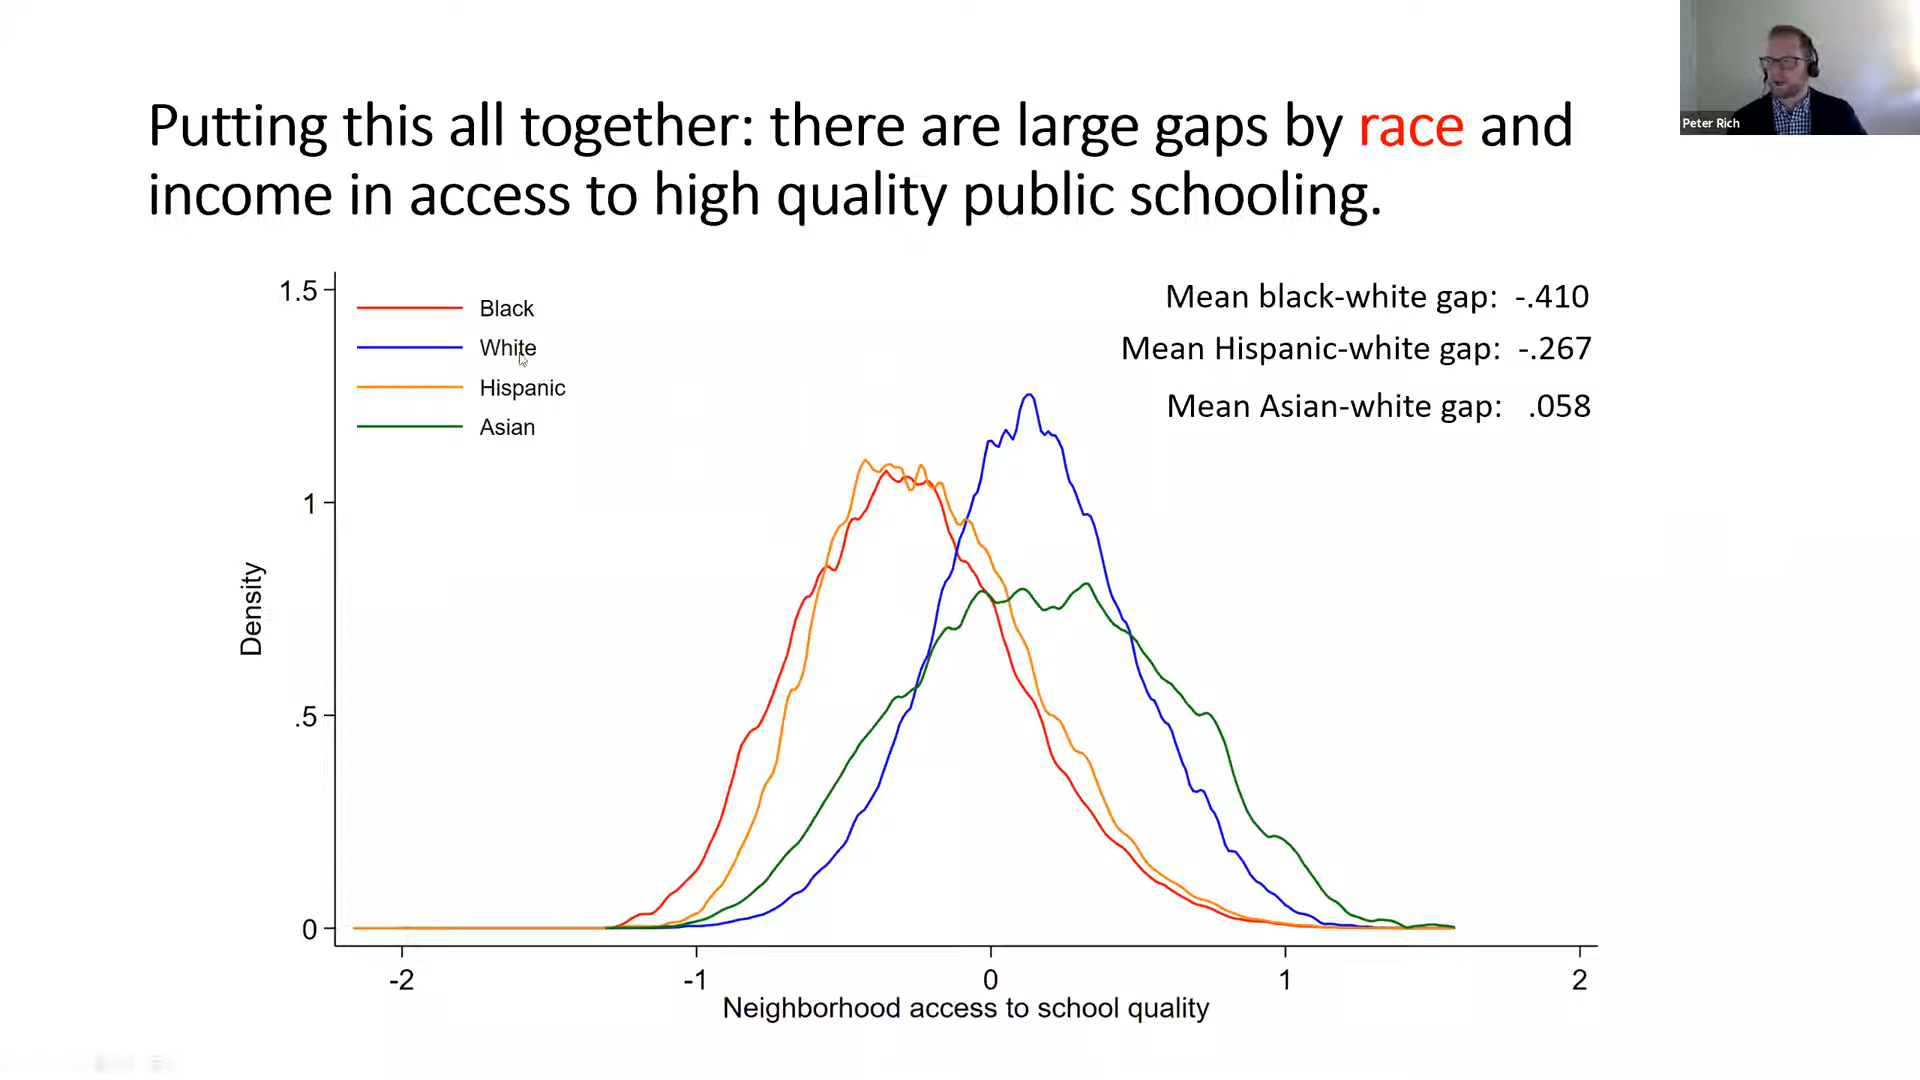 Putting this all together: there are large gaps by race and
income in access to high quality public schooling.
Peter Rich
1.5
1
.5
0
Density
Black
White
Hispanic
Asian
Mean black-white gap: -.410
Mean Hispanic-white gap: -.267
Mean Asian-white gap: .058
-2 -1 0 1 2
Neighborhood access to school quality